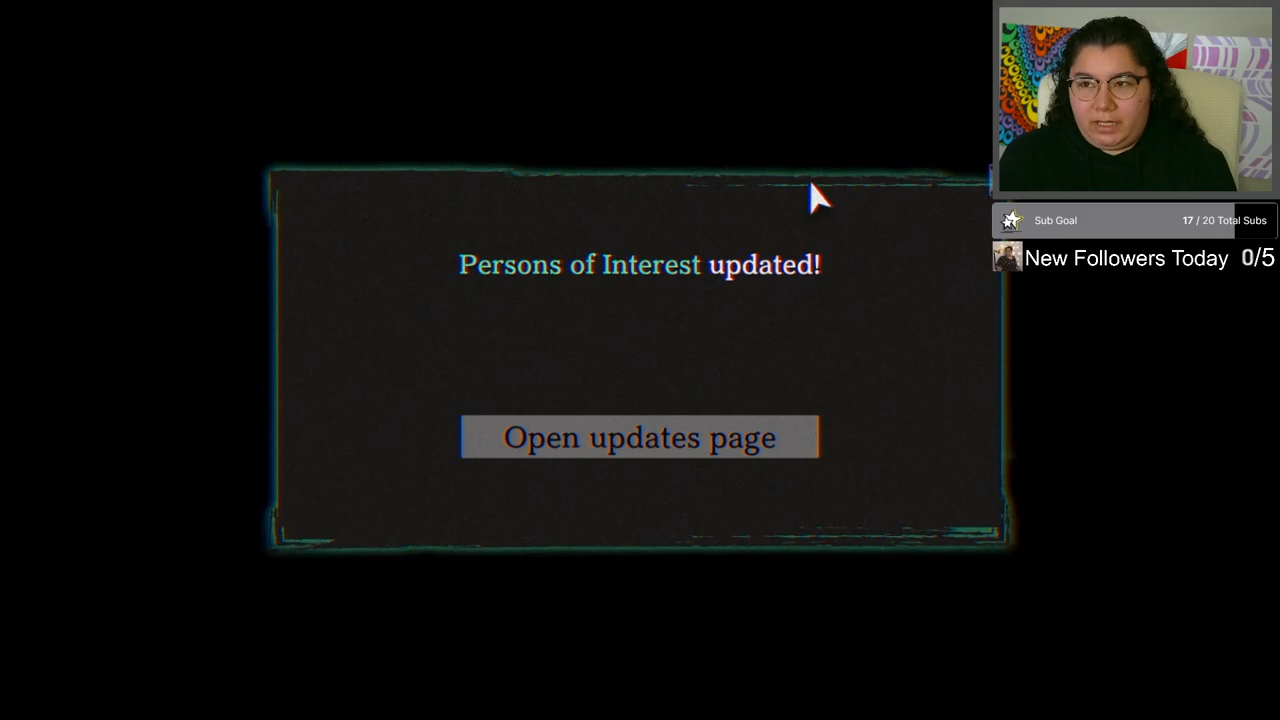 Persons of Interest updated!
Open updates page
Sub Goal 17 / 20 Total Subs
New Followers Today 0/5